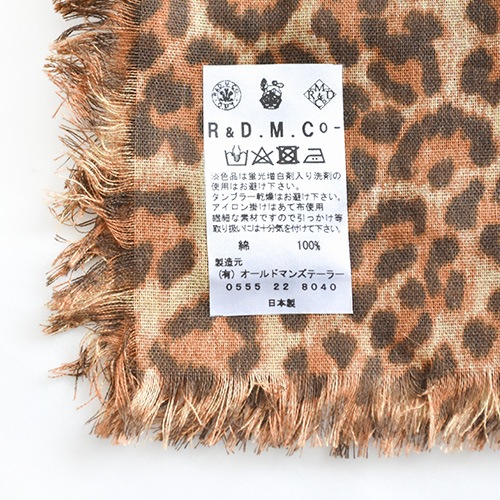 R & D . M . C o -
※色品は蛍光増白剤入り洗剤の
使用はお避け下さい。
タンブラー乾燥はお避け下さい
アイロン掛けはあて布使用
繊細な素材ですので引っかけ等
取り扱いには十分気を付けて下さい。
綿 100%
製造元
(有) オールドマンズテーラー
0555 22 8040
日本製